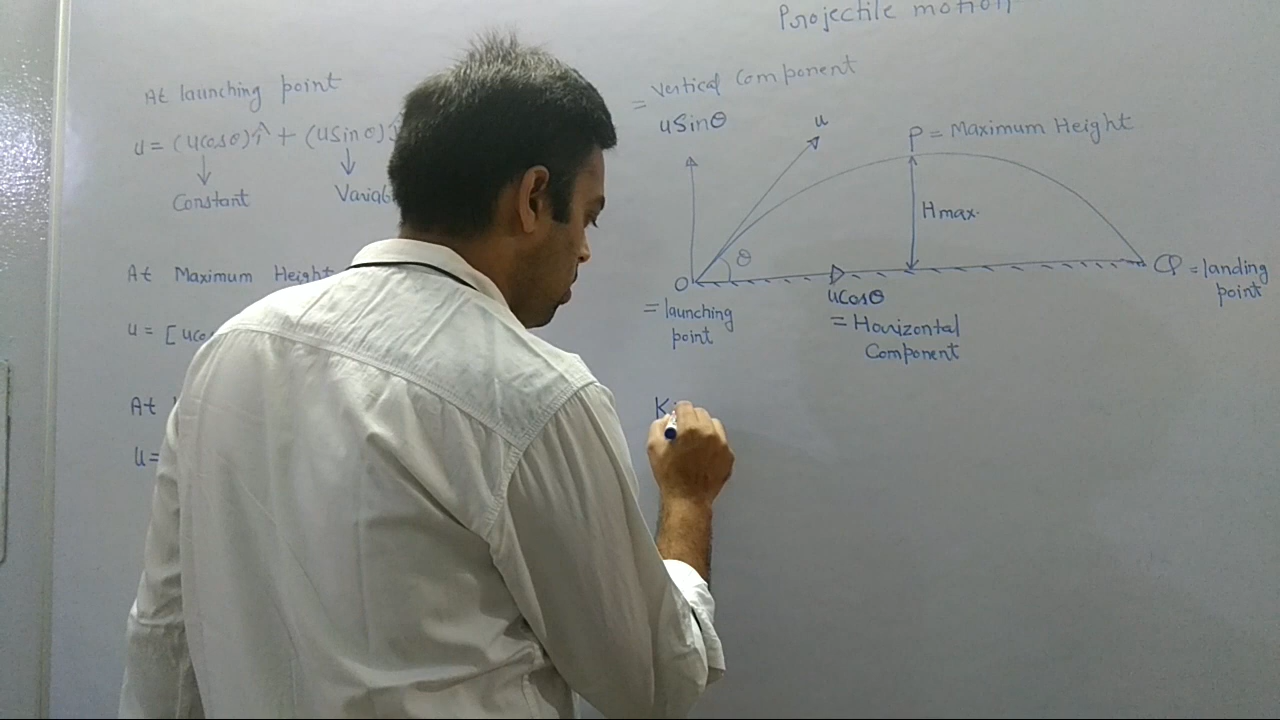 Projectile motion
At launching point
u = (ucosθ)î + (usinθ)
Constant
At Maximum Height
u = [
At
u =
= Vertical Component
usinθ
u
P = Maximum Height
Hmax.
θ
O
= launching
point
ucosθ
= Horizontal
Component
Q = landing
point